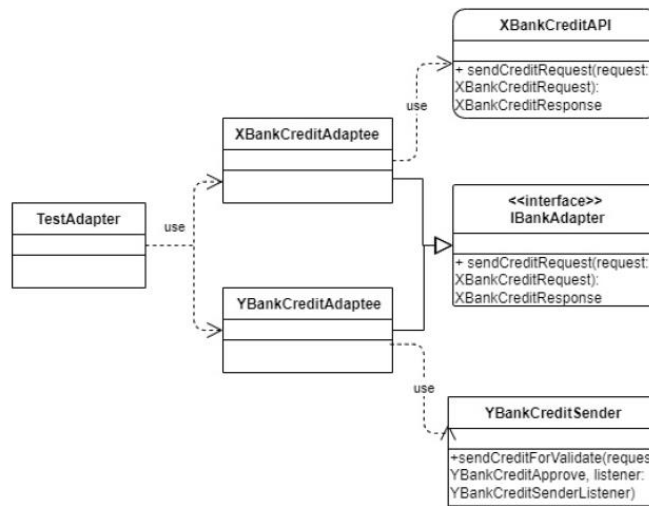 XBankCreditAPI
+ sendCreditRequest(request:
XBankCreditRequest):
XBankCreditResponse
use
XBankCreditAdaptee
TestAdapter
use
<<interface>>
IBankAdapter
+ sendCreditRequest(request:
XBankCreditRequest):
XBankCreditResponse
YBankCreditAdaptee
use
YBankCreditSender
+sendCreditForValidate(request
YBankCreditApprove, listener:
YBankCreditSenderListener)